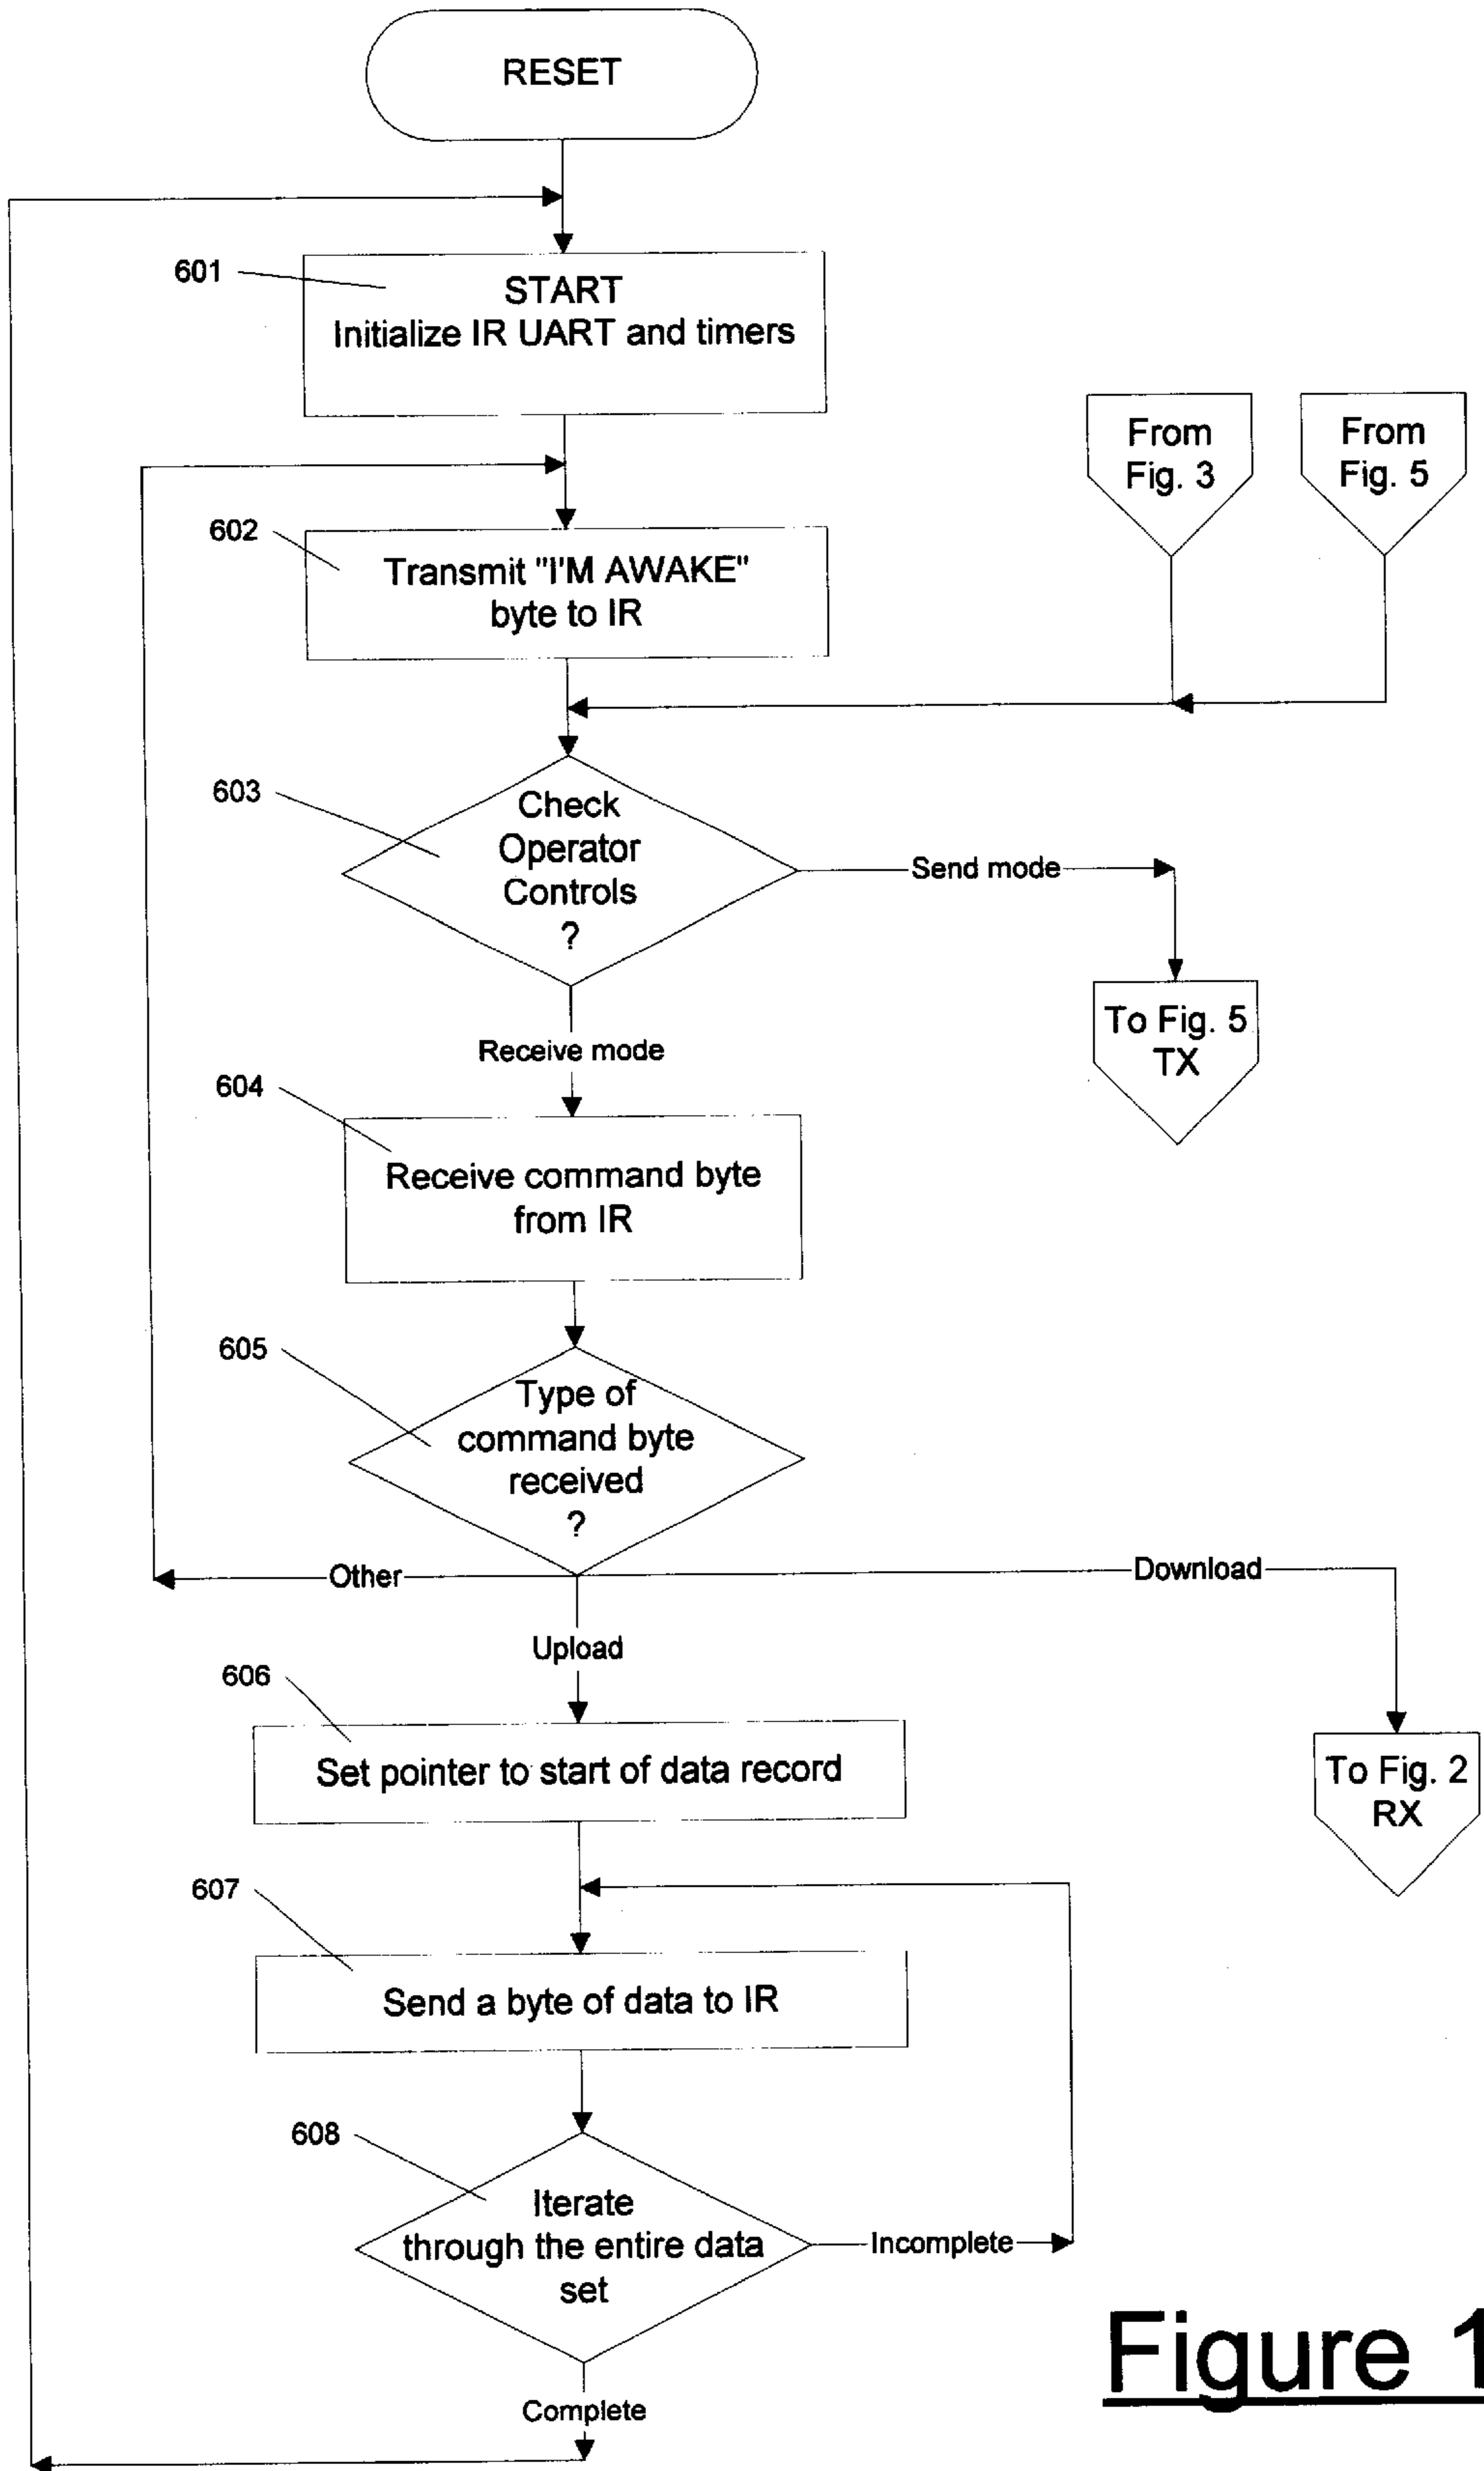 RESET
601
START
Initialize IR UART and timers
From
Fig. 3
From
Fig. 5
602
Transmit "I'M AWAKE"
byte to IR
603
Check
Operator
Controls
?
Send mode
To Fig. 5
TX
Receive mode
604
Receive command byte
from IR
605
Type of
command byte
received
?
Other
Download
Upload
606
Set pointer to start of data record
To Fig. 2
RX
607
Send a byte of data to IR
608
Iterate
through the entire data
set
Incomplete
Complete
Figure 1